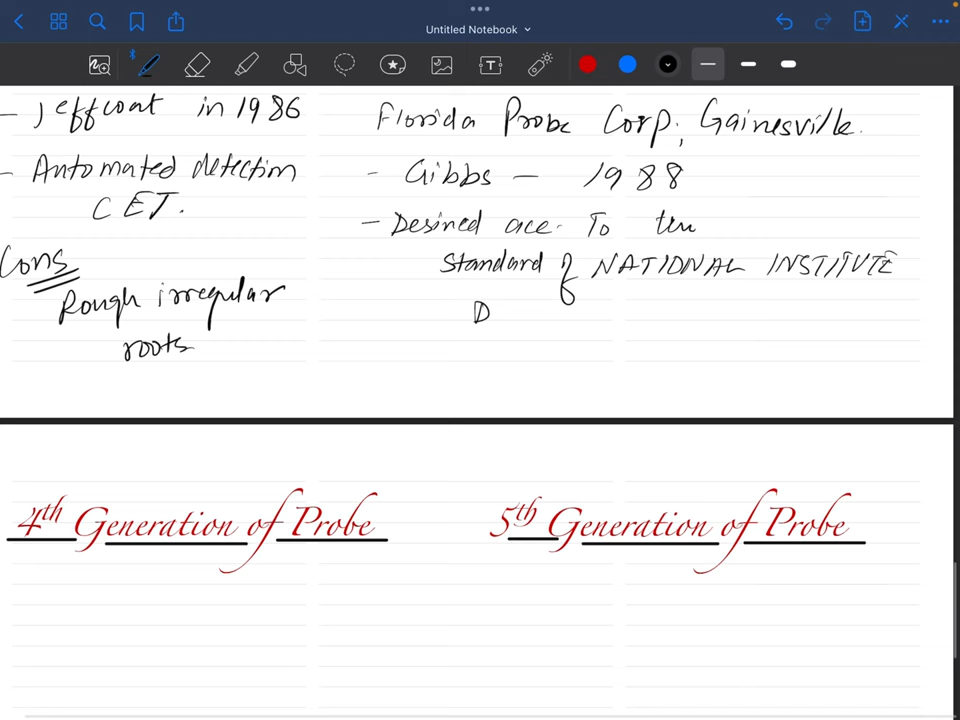 Untitled Notebook
- Jeffcoat in 1986
- Automated detection
CEJ.
Cons
Rough irregular
roots
Florida Probe Corp; Gainesville.
- Gibbs - 1988
- Desined acc. To the
Standard of NATIONAL INSTITUTE
D
4th Generation of Probe
5th Generation of Probe